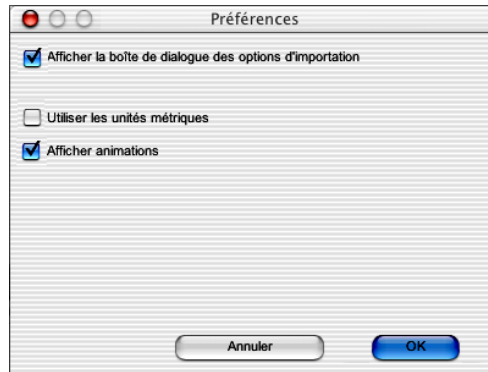 Préférences
Afficher la boîte de dialogue des options d'importation
Utiliser les unités métriques
Afficher animations
Annuler
OK